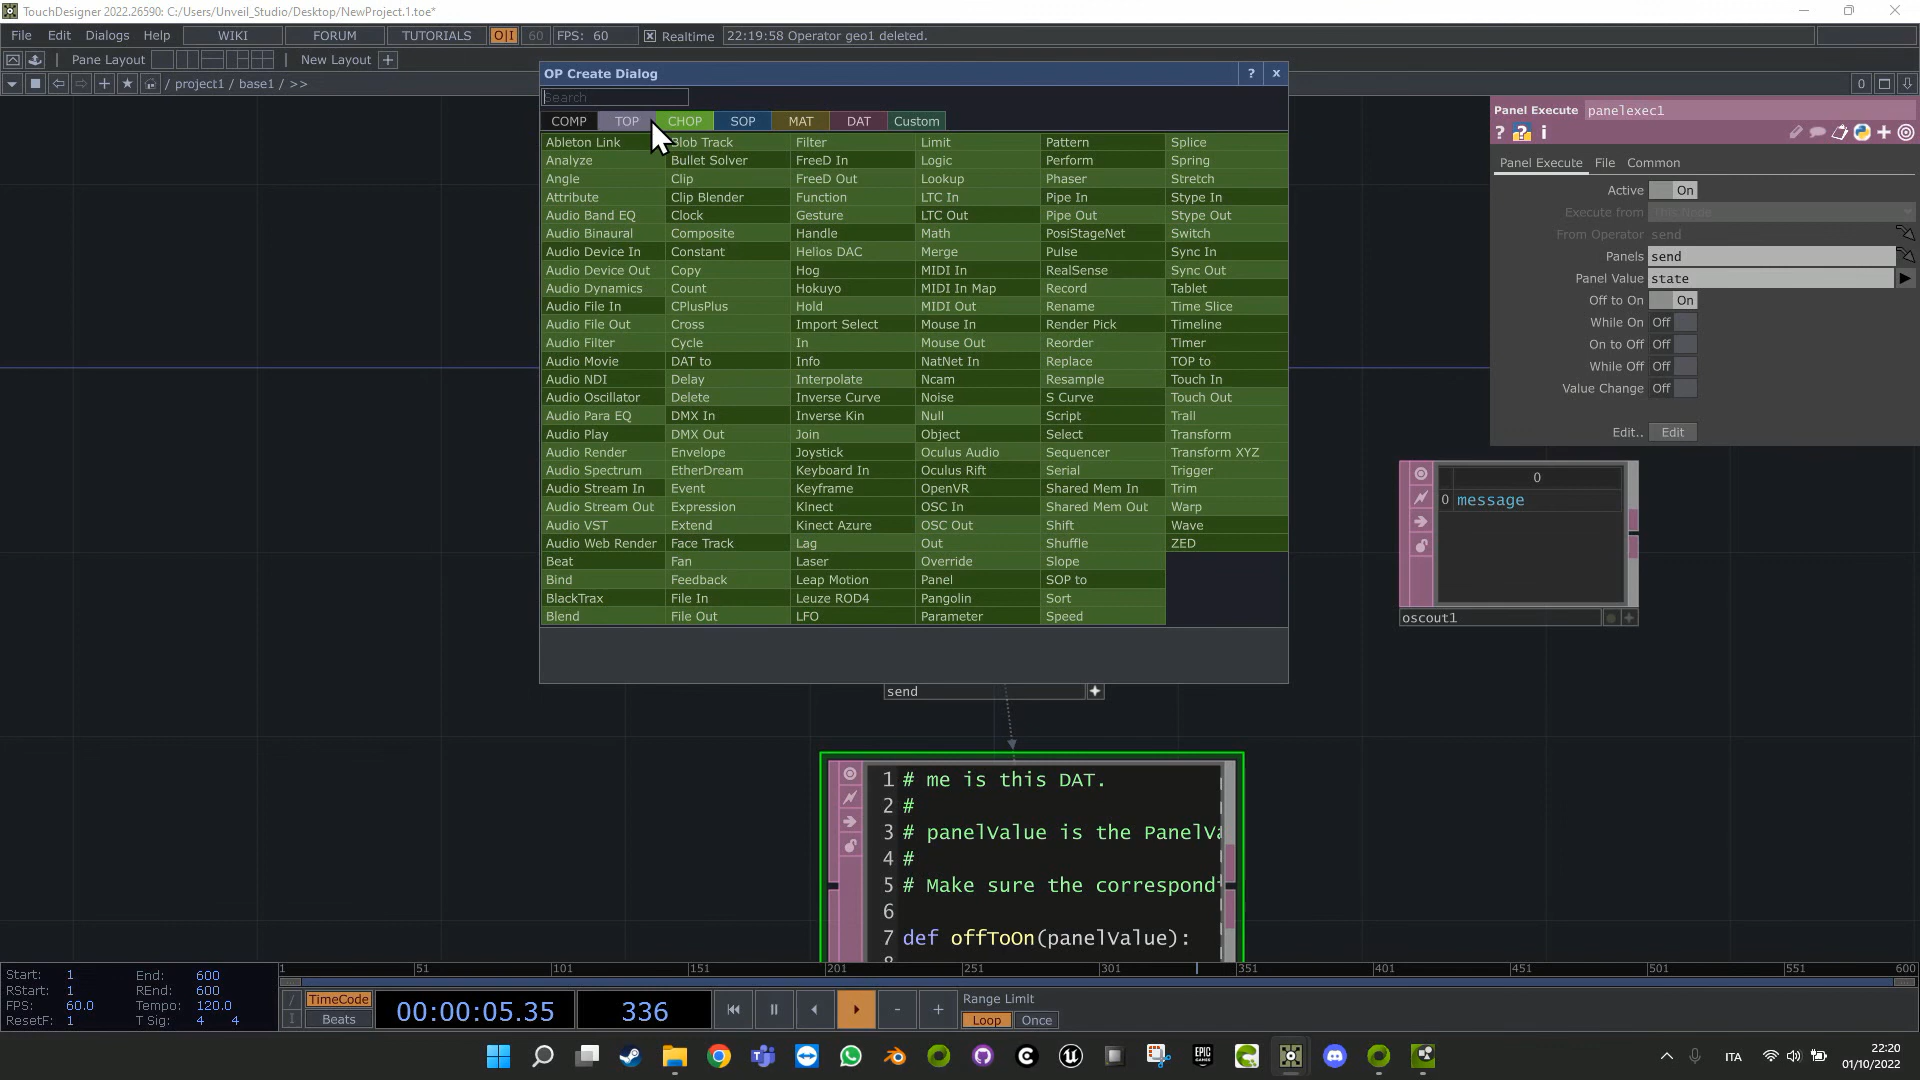 TouchDesigner 2022.26590: C:/Users/Unveil_Studio/Desktop/NewProject.1.toe*
File Edit Dialogs Help WIKI FORUM TUTORIALS O|I 60 FPS: 60 Realtime 22:19:58 Operator geo1 deleted.
Pane Layout New Layout +
/ project1 / base1 / >> 0
OP Create Dialog ? x
Search
COMP TOP CHOP SOP MAT DAT Custom
Ableton Link Blob Track Filter Limit Pattern Splice
Analyze Bullet Solver FreeD In Logic Perform Spring
Angle Clip FreeD Out Lookup Phaser Stretch
Attribute Clip Blender Function LTC In Pipe In Stype In
Audio Band EQ Clock Gesture LTC Out Pipe Out Stype Out
Audio Binaural Composite Handle Math PosiStageNet Switch
Audio Device In Constant Helios DAC Merge Pulse Sync In
Audio Device Out Copy Hog MIDI In RealSense Sync Out
Audio Dynamics Count Hokuyo MIDI In Map Record Tablet
Audio File In CPlusPlus Hold MIDI Out Rename Time Slice
Audio File Out Cross Import Select Mouse In Render Pick Timeline
Audio Filter Cycle In Mouse Out Reorder Timer
Audio Movie DAT to Info NatNet In Replace TOP to
Audio NDI Delay Interpolate Ncam Resample Touch In
Audio Oscillator Delete Inverse Curve Noise S Curve Touch Out
Audio Para EQ DMX In Inverse Kin Null Script Trail
Audio Play DMX Out Join Object Select Transform
Audio Render Envelope Joystick Oculus Audio Sequencer Transform XYZ
Audio Spectrum EtherDream Keyboard In Oculus Rift Serial Trigger
Audio Stream In Event Keyframe OpenVR Shared Mem In Trim
Audio Stream Out Expression Kinect OSC In Shared Mem Out Warp
Audio VST Extend Kinect Azure OSC Out Shift Wave
Audio Web Render Face Track Lag Out Shuffle ZED
Beat Fan Laser Override Slope
Bind Feedback Leap Motion Panel SOP to
BlackTrax File In Leuze ROD4 Pangolin Sort
Blend File Out LFO Parameter Speed
Panel Execute panelexec1
? ? i
Panel Execute File Common
Active On
Execute from This Node
From Operator send
Panels send
Panel Value state
Off to On On
While On Off
On to Off Off
While Off Off
Value Change Off
Edit.. Edit
0
0 message
oscout1
send
1 # me is this DAT.
2 #
3 # panelValue is the PanelVa
4 #
5 # Make sure the correspond
6
7 def offToOn(panelValue):
Start: 1 End: 600
RStart: 1 REnd: 600
FPS: 60.0 Tempo: 120.0
ResetF: 1 T Sig: 4 4
1 51 101 151 201 251 301 351 401 451 501 551 600
TimeCode
Beats
00:00:05.35 336
Range Limit
Loop Once
ITA
22:20
01/10/2022